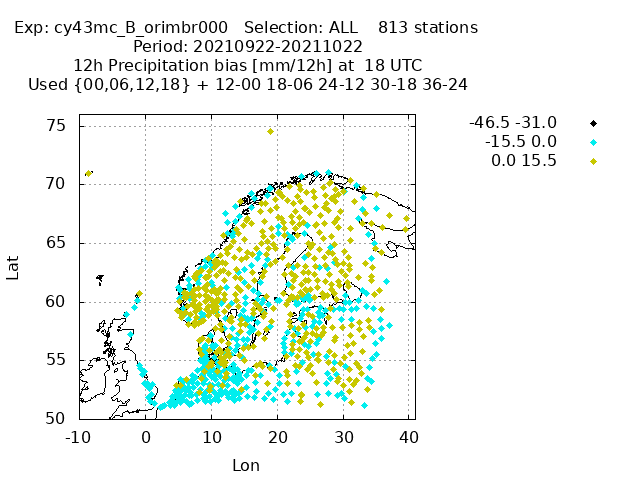 Exp: cy43mc_B_orimbr000   Selection: ALL    813 stations
Period: 20210922-20211022
12h Precipitation bias [mm/12h] at  18 UTC
Used {00,06,12,18} + 12-00 18-06 24-12 30-18 36-24
-46.5 -31.0
-15.5 0.0
0.0 15.5
75
70
65
60
55
50
Lat
-10 0 10 20 30 40
Lon